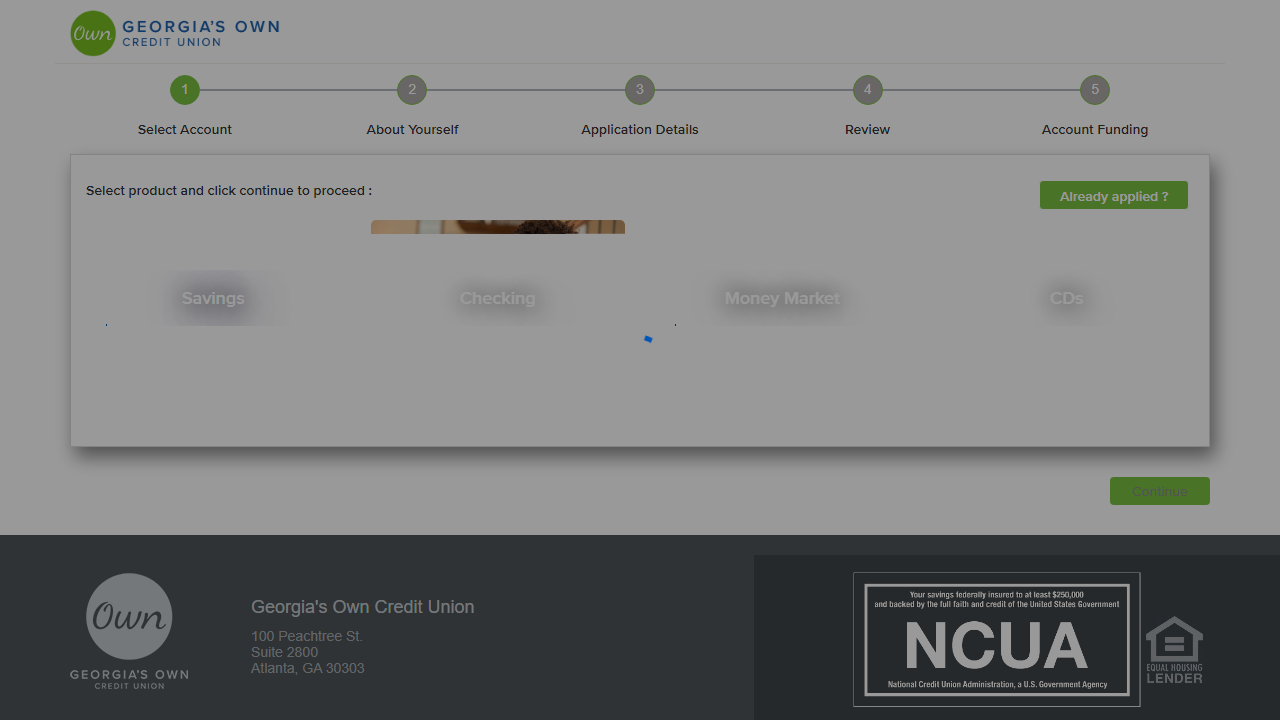 Own GEORGIA'S OWN
CREDIT UNION
1 2 3 4 5
Select Account About Yourself Application Details Review Account Funding
Select product and click continue to proceed :
Already applied ?
Savings Checking Money Market CDs
Continue
Own
GEORGIA'S OWN
CREDIT UNION
Georgia's Own Credit Union
100 Peachtree St.
Suite 2800
Atlanta, GA 30303
Your savings federally insured to at least $250,000
and backed by the full faith and credit of the United States Government
NCUA
National Credit Union Administration, a U.S. Government Agency
EQUAL HOUSING
LENDER